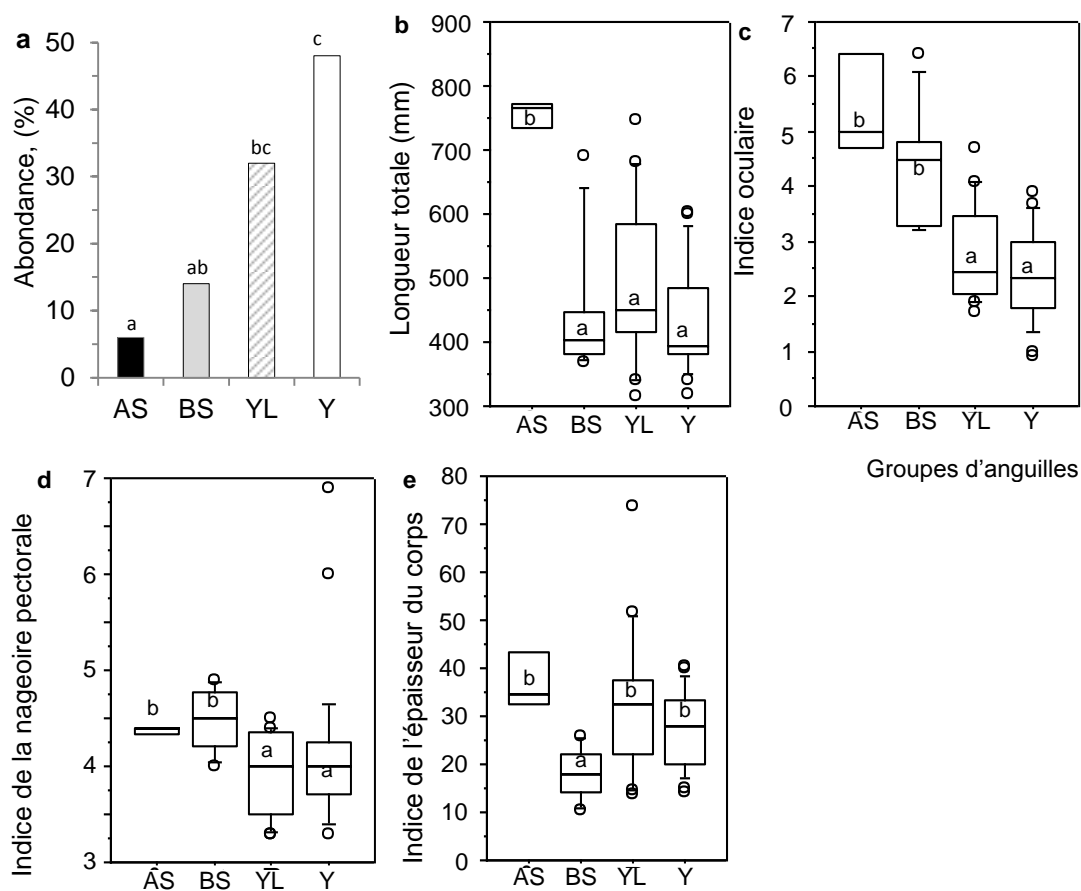 a
Abondance, (%)
50
40
30
20
10
0
a
ab
bc
c
AS BS YL Y
b
Longueur totale (mm)
900
800
700
600
500
400
300
b
a
a
a
AS BS YL Y
c
Indice oculaire
7
6
5
4
3
2
1
0
b
b
a
a
AS BS YL Y
Groupes d'anguilles
d
Indice de la nageoire pectorale
7
6
5
4
3
b
b
a
a
AS BS YL Y
e
Indice de l'épaisseur du corps
80
70
60
50
40
30
20
10
0
b
a
b
b
AS BS YL Y